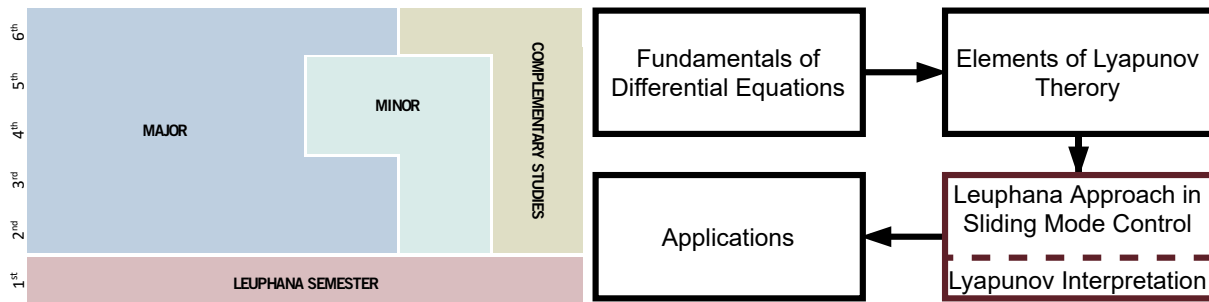 6th
5th
4th
3rd
2nd
1st
MAJOR
MINOR
COMPLEMENTARY STUDIES
LEUPHANA SEMESTER
Fundamentals of
Differential Equations
Elements of Lyapunov
Therory
Leuphana Approach in
Sliding Mode Control
Lyapunov Interpretation
Applications